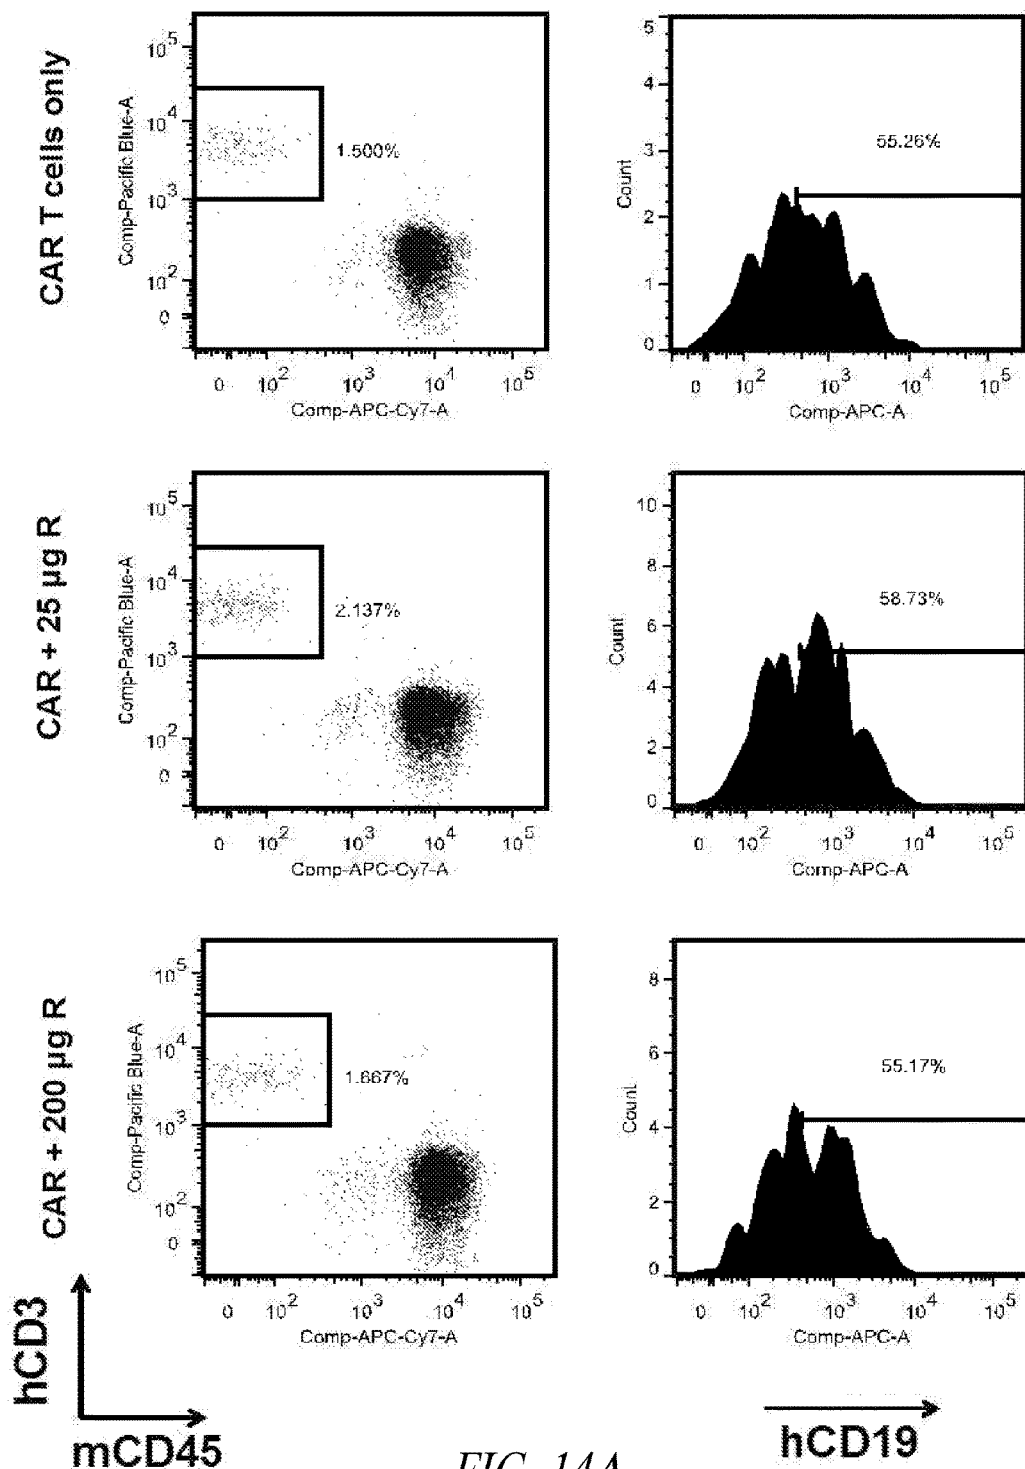 CAR T cells only
Comp-Pacific Blue-A
10^5
10^4
10^3
10^2
0
1.500%
0 10^2 10^3 10^4 10^5
Comp-APC-Cy7-A
Count
5
4
3
2
1
0
55.26%
0 10^2 10^3 10^4 10^5
Comp-APC-A
CAR + 25 µg R
Comp-Pacific Blue-A
10^5
10^4
10^3
10^2
0
2.137%
0 10^2 10^3 10^4 10^5
Comp-APC-Cy7-A
Count
10
8
6
4
2
0
58.73%
0 10^2 10^3 10^4 10^5
Comp-APC-A
CAR + 200 µg R
Comp-Pacific Blue-A
10^5
10^4
10^3
10^2
0
1.667%
0 10^2 10^3 10^4 10^5
Comp-APC-Cy7-A
Count
8
6
4
2
0
55.17%
0 10^2 10^3 10^4 10^5
Comp-APC-A
hCD3
mCD45
hCD19
FIG. 14A